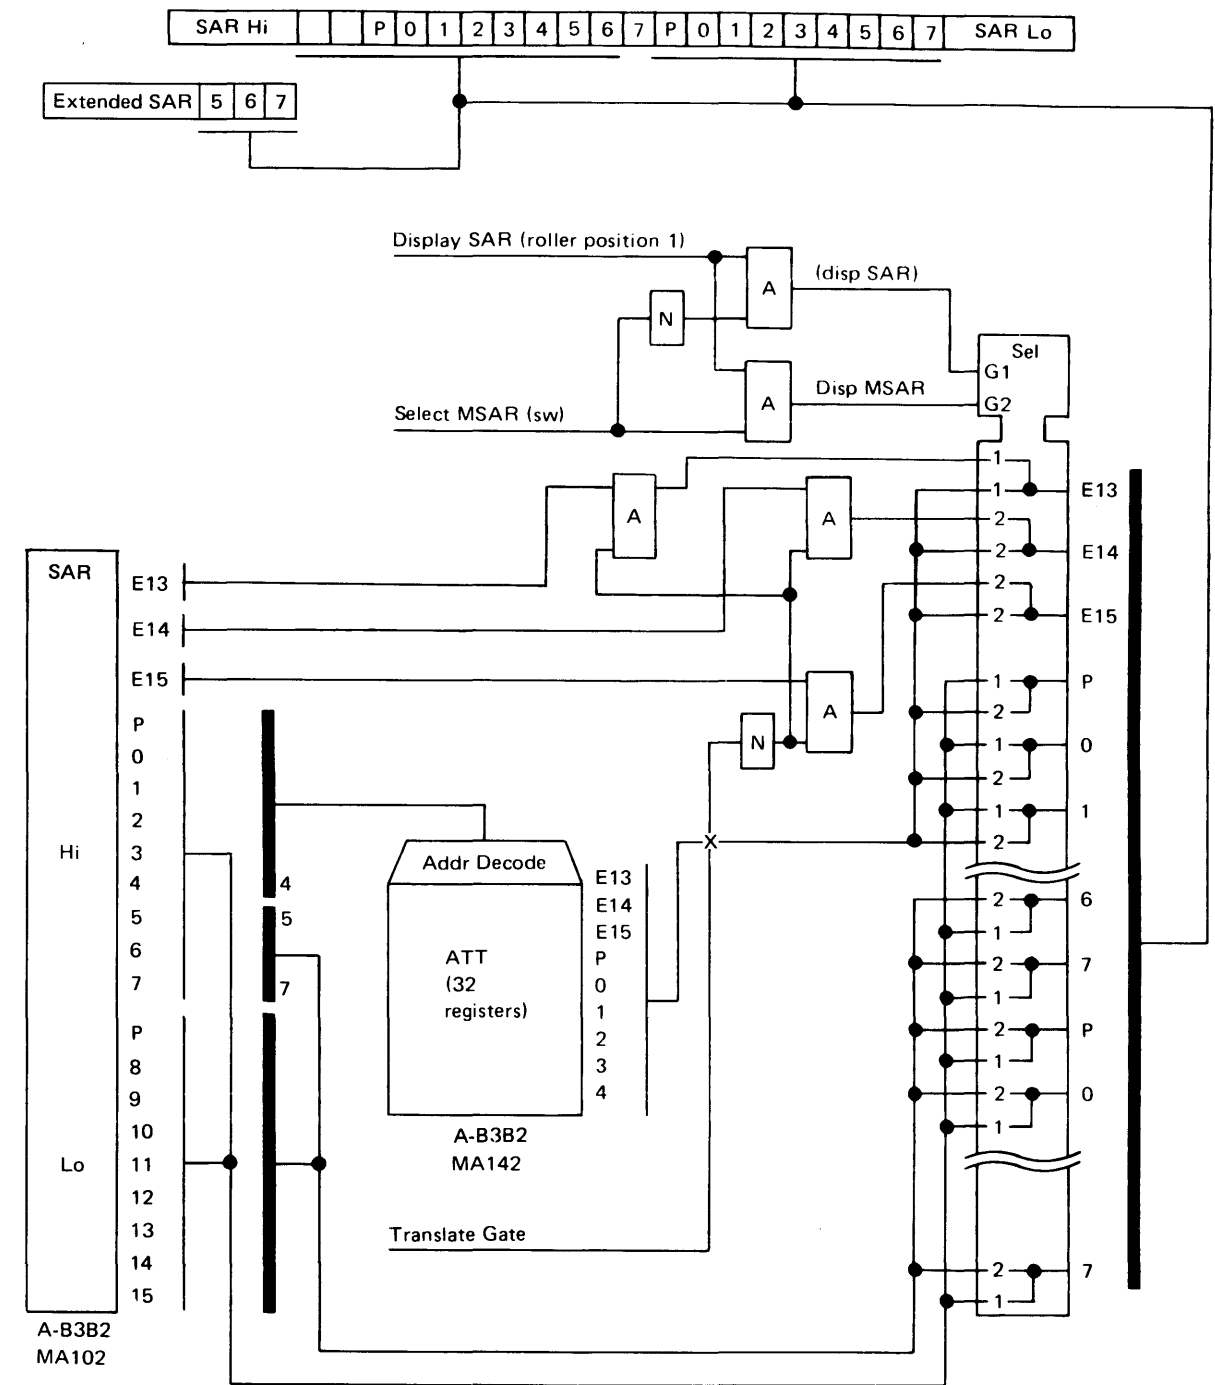 SAR Hi P 0 1 2 3 4 5 6 7 P 0 1 2 3 4 5 6 7 SAR Lo
Extended SAR 5 6 7
Display SAR (roller position 1)
A
(disp SAR)
N
Sel
G1
A
Disp MSAR
G2
Select MSAR (sw)
1
A
A
1 E13
2
2 E14
SAR
E13
2
E14
2 E15
E15
1 P
A
2
P
N
1 0
0
2
1
1 1
2
2
Hi
3
Addr Decode
X
4
4
E13
2 6
5
5
E14
1
6
E15
2 7
7
7
ATT
(32
registers)
P
0
1
2
3
4
1
P
2 P
8
1
9
2 0
10
A-B3B2
MA142
1
Lo
11
12
13
Translate Gate
14
2 7
15
1
A-B3B2
MA102